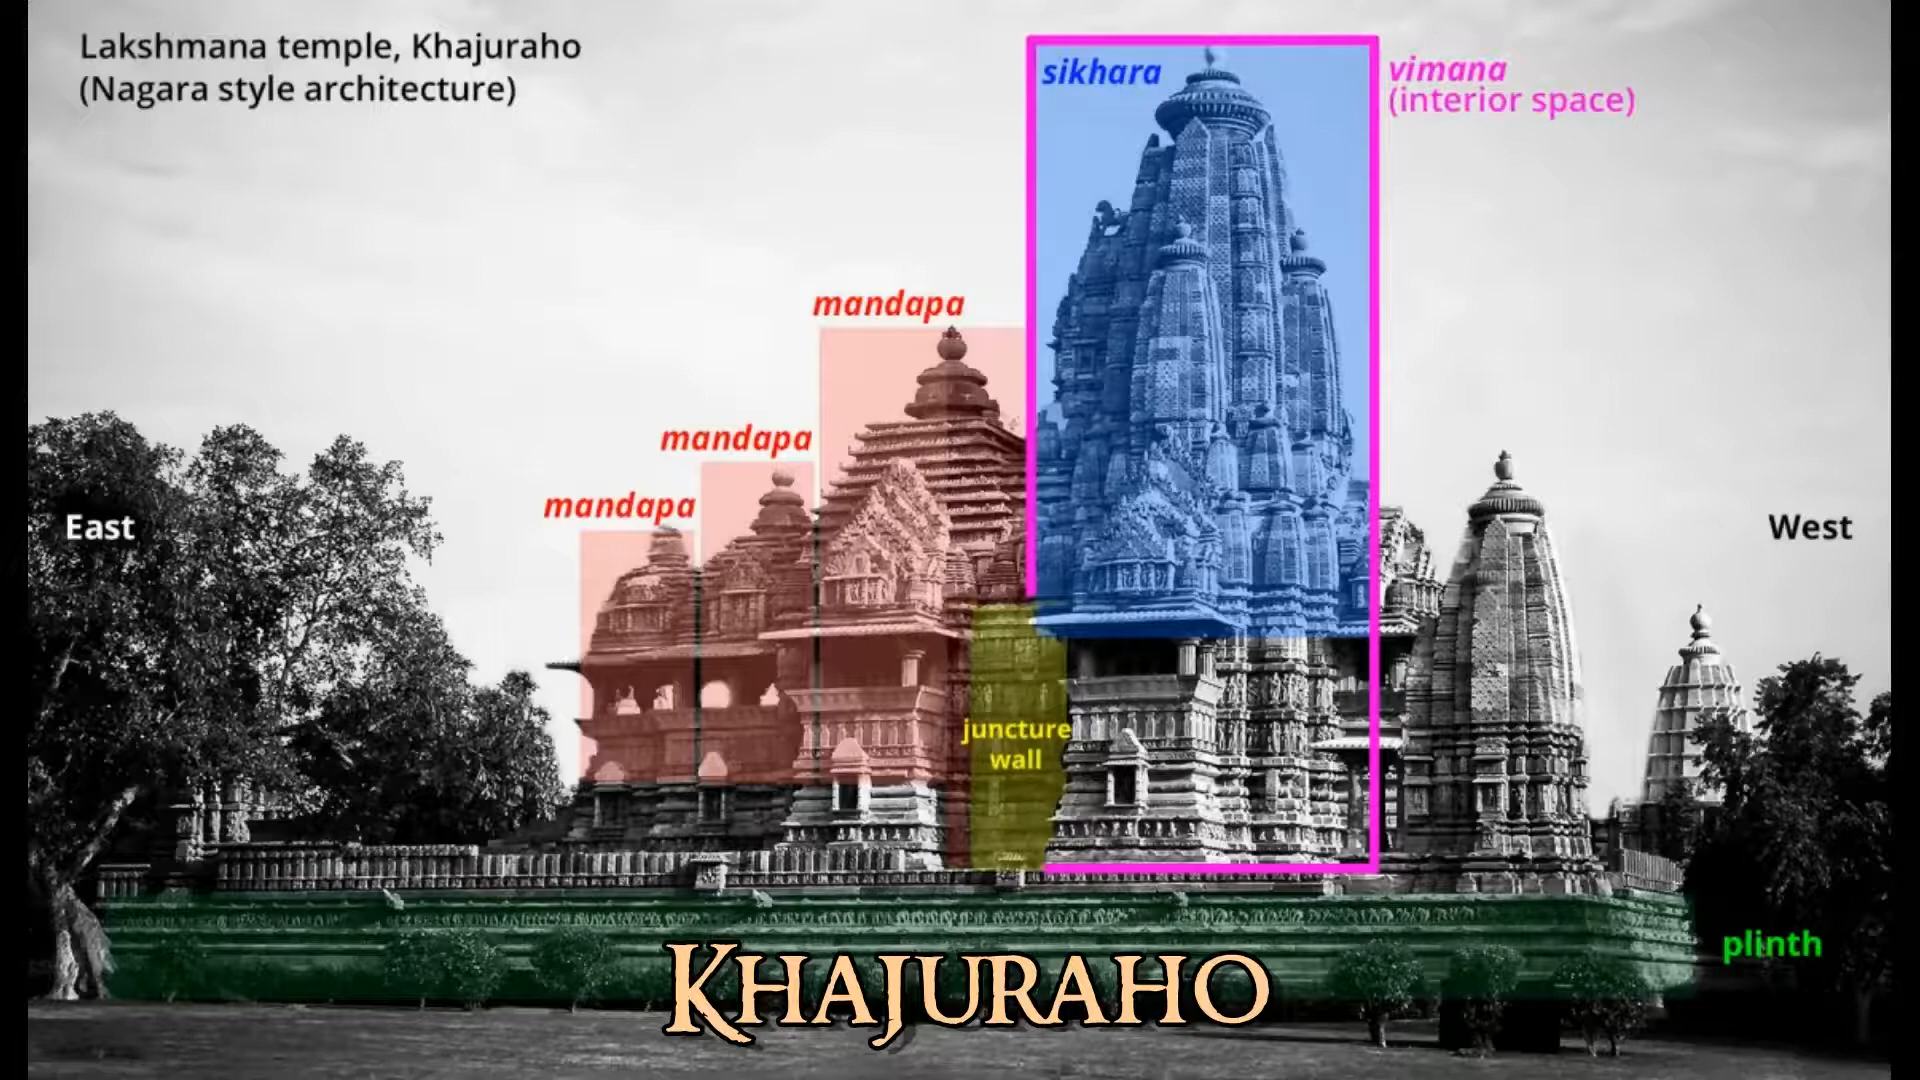 Lakshmana temple, Khajuraho
(Nagara style architecture)
sikhara
vimana
(interior space)
mandapa
mandapa
mandapa
East
West
juncture
wall
plinth
KHAJURAHO